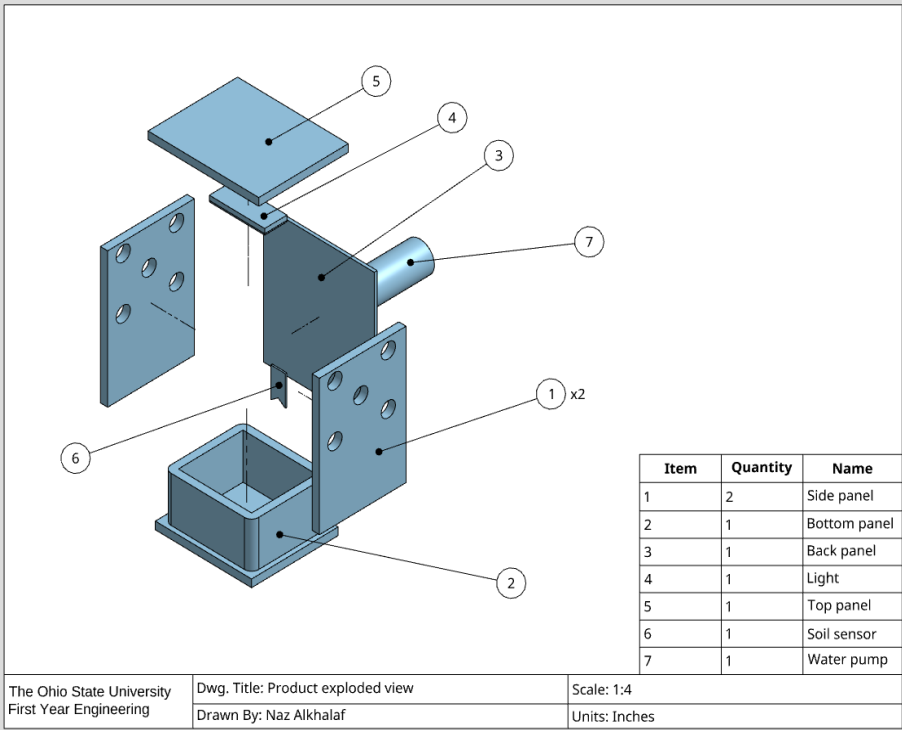 5
4
3
7
1 x2
6
2
Item Quantity Name
1 2 Side panel
2 1 Bottom panel
3 1 Back panel
4 1 Light
5 1 Top panel
6 1 Soil sensor
7 1 Water pump
The Ohio State University
First Year Engineering
Dwg. Title: Product exploded view
Scale: 1:4
Drawn By: Naz Alkhalaf
Units: Inches